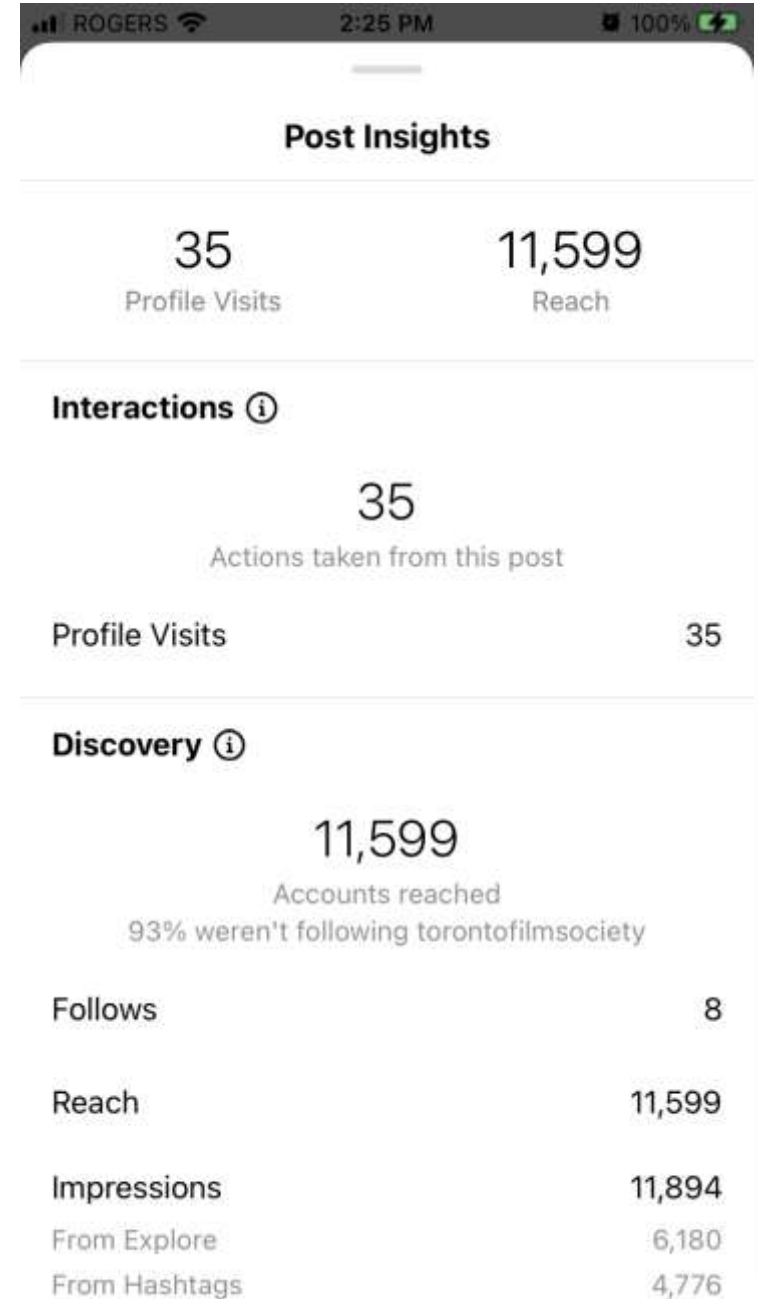 ROGERS 2:25 PM 100%
Post Insights
35 11,599
Profile Visits Reach
Interactions
35
Actions taken from this post
Profile Visits 35
Discovery
11,599
Accounts reached
93% weren't following torontofilmsociety
Follows 8
Reach 11,599
Impressions 11,894
From Explore 6,180
From Hashtags 4,776